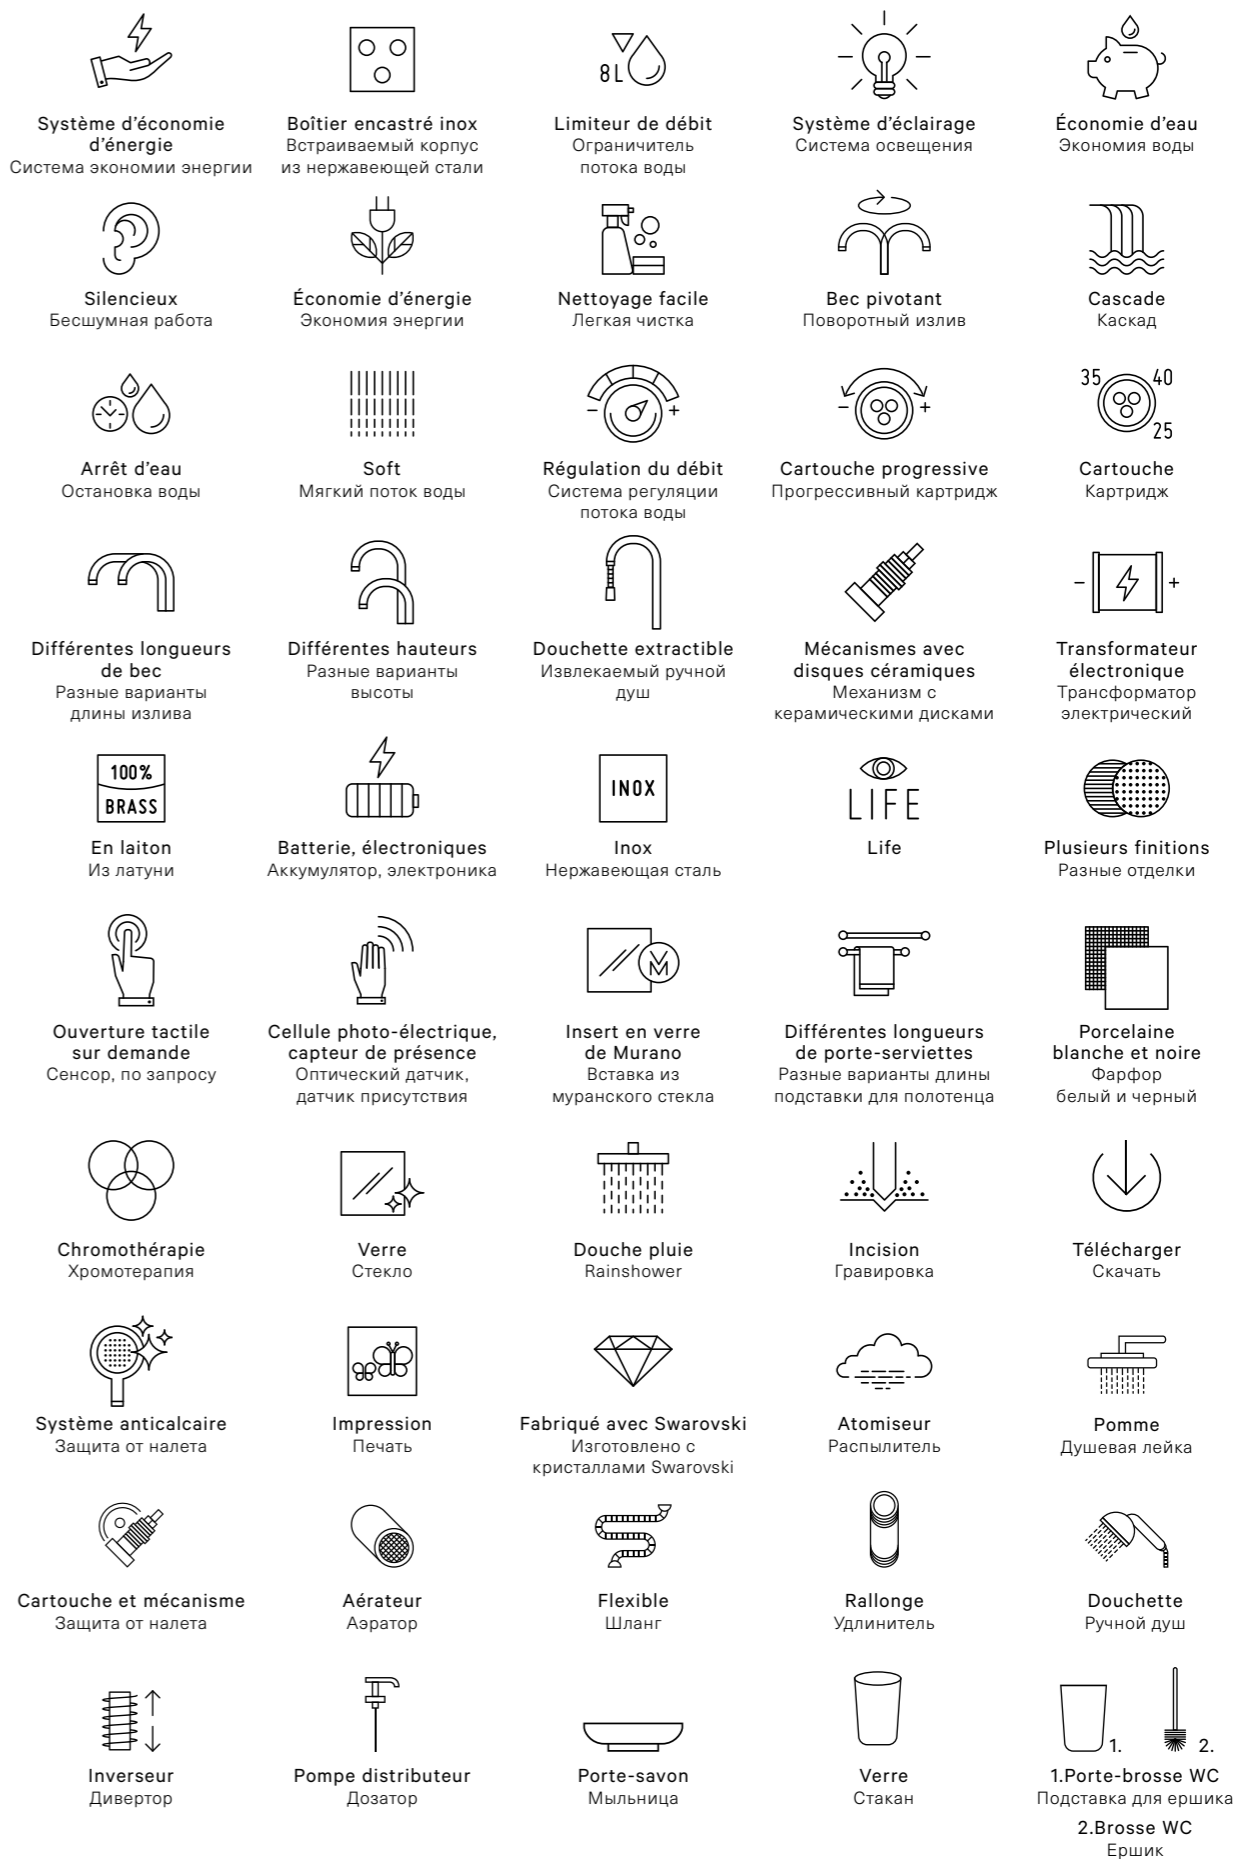 8L
Système d'économie
d'énergie
Система экономии энергии
Boîtier encastré inox
Встраиваемый корпус
из нержавеющей стали
Limiteur de débit
Ограничитель
потока воды
Système d'éclairage
Система освещения
Économie d'eau
Экономия воды
Silencieux
Бесшумная работа
Économie d'énergie
Экономия энергии
Nettoyage facile
Легкая чистка
Bec pivotant
Поворотный излив
Cascade
Каскад
Arrêt d'eau
Остановка воды
Soft
Мягкий поток воды
- +
Régulation du débit
Система регуляции
потока воды
- +
Cartouche progressive
Прогрессивный картридж
35 40
25
Cartouche
Картридж
Différentes longueurs
de bec
Разные варианты
длины излива
Différentes hauteurs
Разные варианты
высоты
Douchette extractible
Извлекаемый ручной
душ
Mécanismes avec
disques céramiques
Механизм с
керамическими дисками
- +
Transformateur
électronique
Трансформатор
электрический
100%
BRASS
En laiton
Из латуни
Batterie, électroniques
Аккумулятор, электроника
INOX
Inox
Нержавеющая сталь
LIFE
Life
Plusieurs finitions
Разные отделки
Ouverture tactile
sur demande
Сенсор, по запросу
Cellule photo-électrique,
capteur de présence
Оптический датчик,
датчик присутствия
VM
Insert en verre
de Murano
Вставка из
муранского стекла
Différentes longueurs
de porte-serviettes
Разные варианты длины
подставки для полотенца
Porcelaine
blanche et noire
Фарфор
белый и черный
Chromothérapie
Хромотерапия
Verre
Стекло
Douche pluie
Rainshower
Incision
Гравировка
Télécharger
Скачать
Système anticalcaire
Защита от налета
Impression
Печать
Fabriqué avec Swarovski
Изготовлено с
кристаллами Swarovski
Atomiseur
Распылитель
Pomme
Душевая лейка
Cartouche et mécanisme
Защита от налета
Aérateur
Аэратор
Flexible
Шланг
Rallonge
Удлинитель
Douchette
Ручной душ
Inverseur
Дивертор
Pompe distributeur
Дозатор
Porte-savon
Мыльница
Verre
Стакан
1. 2.
1.Porte-brosse WC
Подставка для ершика
2.Brosse WC
Ершик